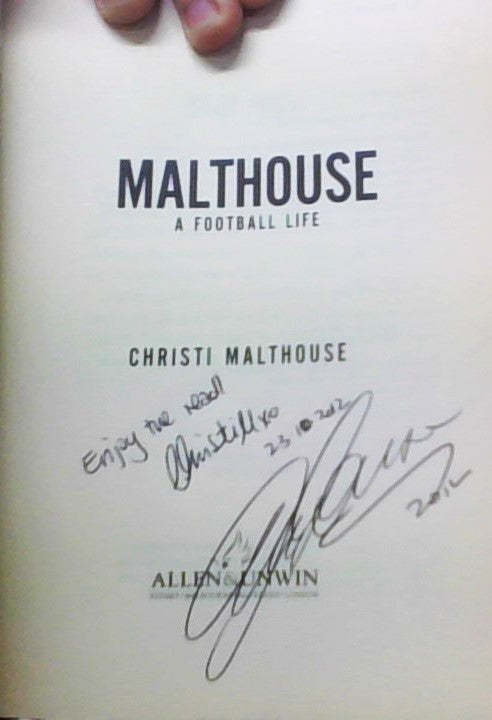 MALTHOUSE
A FOOTBALL LIFE
CHRISTI MALTHOUSE
Enjoy the read!
Christi M xo
23 10 2012
2012
ALLEN & UNWIN